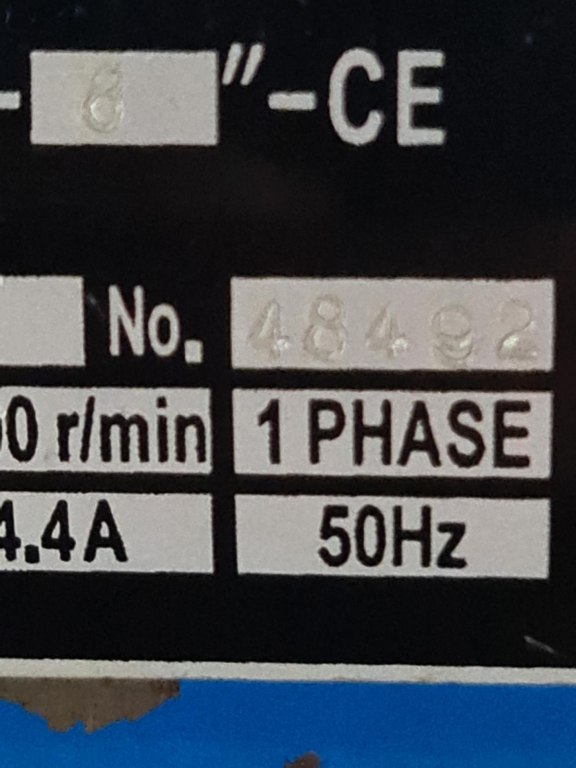 -6"-CE
No. 48492
0 r/min 1 PHASE
4.4A 50Hz